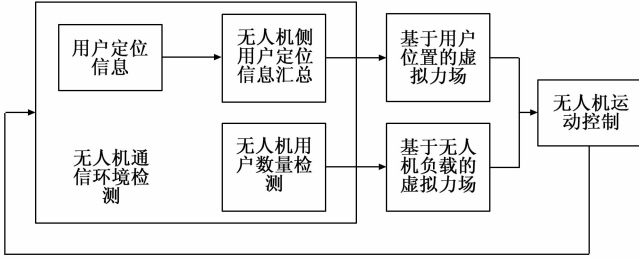 用户定位
信息
无人机侧
用户定位
信息汇总
基于用户
位置的虚
拟力场
无人机运
动控制
无人机通
信环境检
测
无人机用
户数量检
测
基于无人
机负载的
虚拟力场